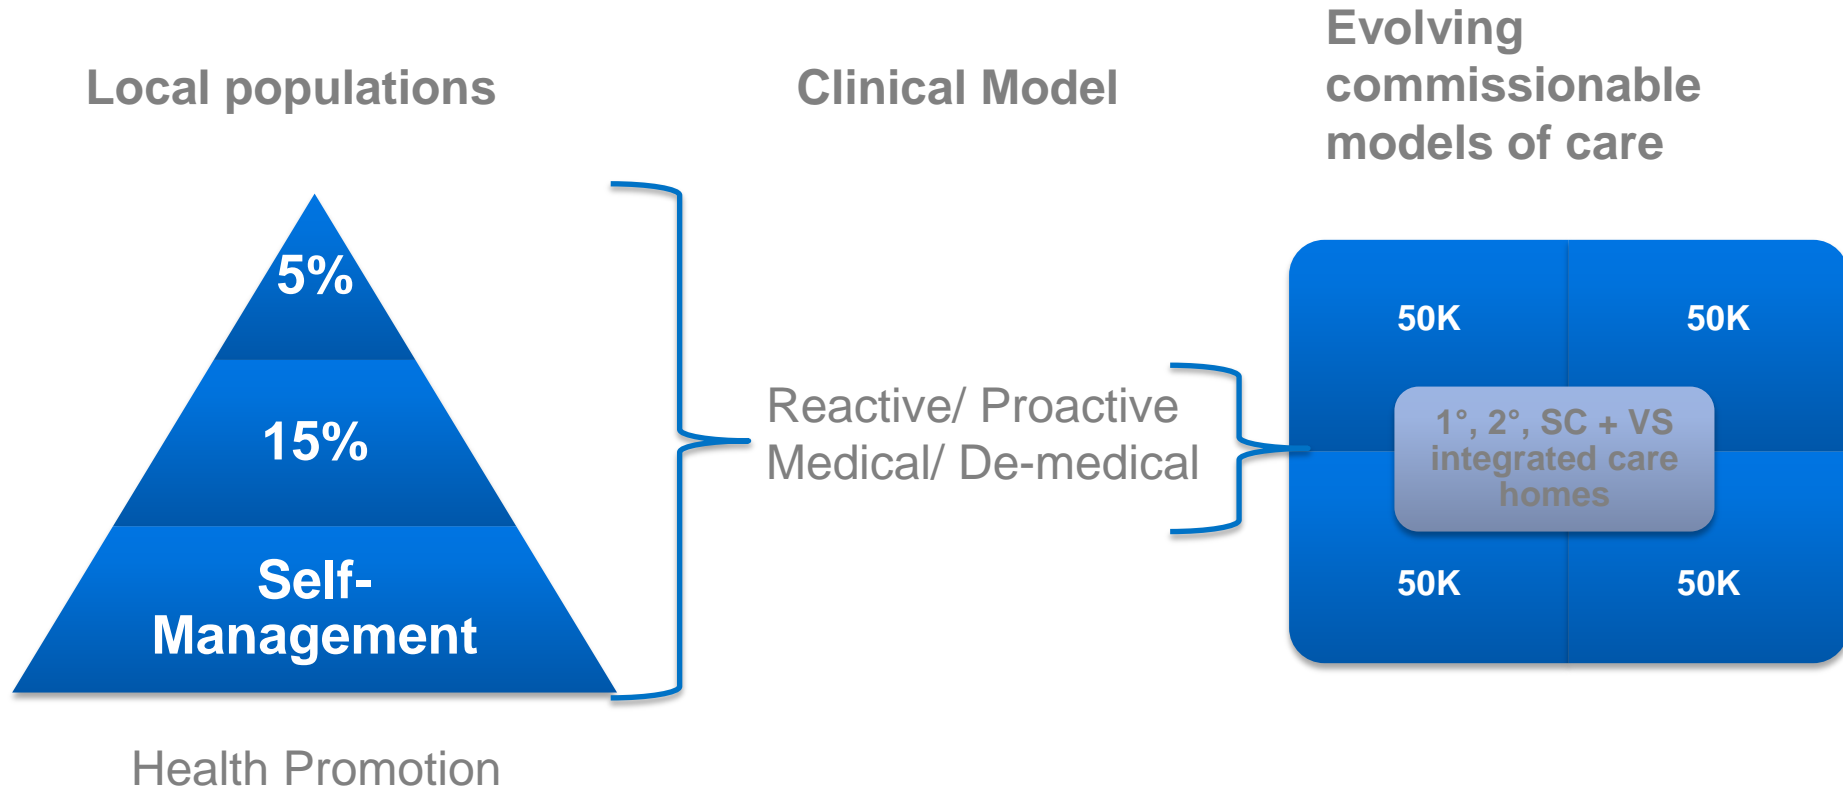 Local populations
5%
15%
Self-
Management
Health Promotion
Clinical Model
Reactive/ Proactive
Medical/ De-medical
Evolving
commissionable
models of care
50K
50K
1°, 2°, SC + VS
integrated care
homes
50K
50K